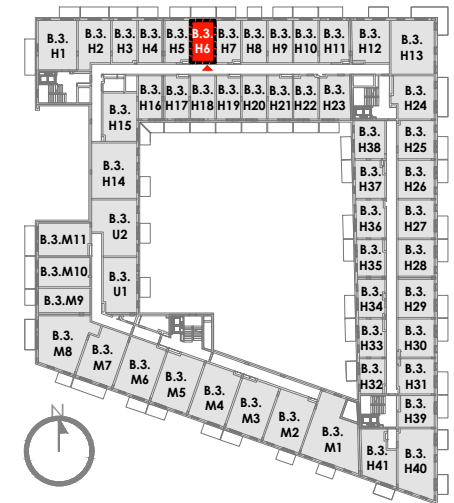 B.3.
H1
B.3.
H2
B.3.
H3
B.3.
H4
B.3.
H5
B.3.
H6
B.3.
H7
B.3.
H8
B.3.
H9
B.3.
H10
B.3.
H11
B.3.
H12
B.3.
H13
B.3.
H16
B.3.
H17
B.3.
H18
B.3.
H19
B.3.
H20
B.3.
H21
B.3.
H22
B.3.
H23
B.3.
H24
B.3.
H15
B.3.
H38
B.3.
H25
B.3.
H14
B.3.
H37
B.3.
H26
B.3.
U2
B.3.
H36
B.3.
H27
B.3.M11
B.3.
H35
B.3.
H28
B.3.M10
B.3.
U1
B.3.
H34
B.3.
H29
B.3.M9
B.3.
H33
B.3.
H30
B.3.
M8
B.3.
M7
B.3.
M6
B.3.
M5
B.3.
M4
B.3.
M3
B.3.
M2
B.3.
M1
B.3.
H32
B.3.
H31
B.3.
H39
B.3.
H41
B.3.
H40
N